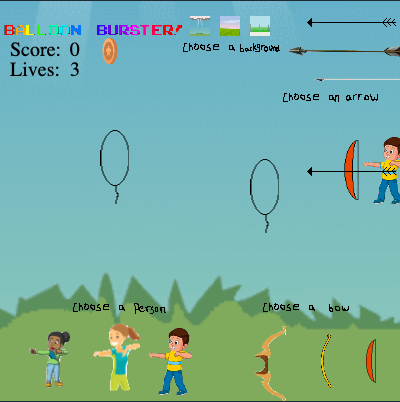 BALLOON BURSTER!
Score: 0
Lives: 3
Choose a background
Choose an arrow
Choose a Person
Choose a bow